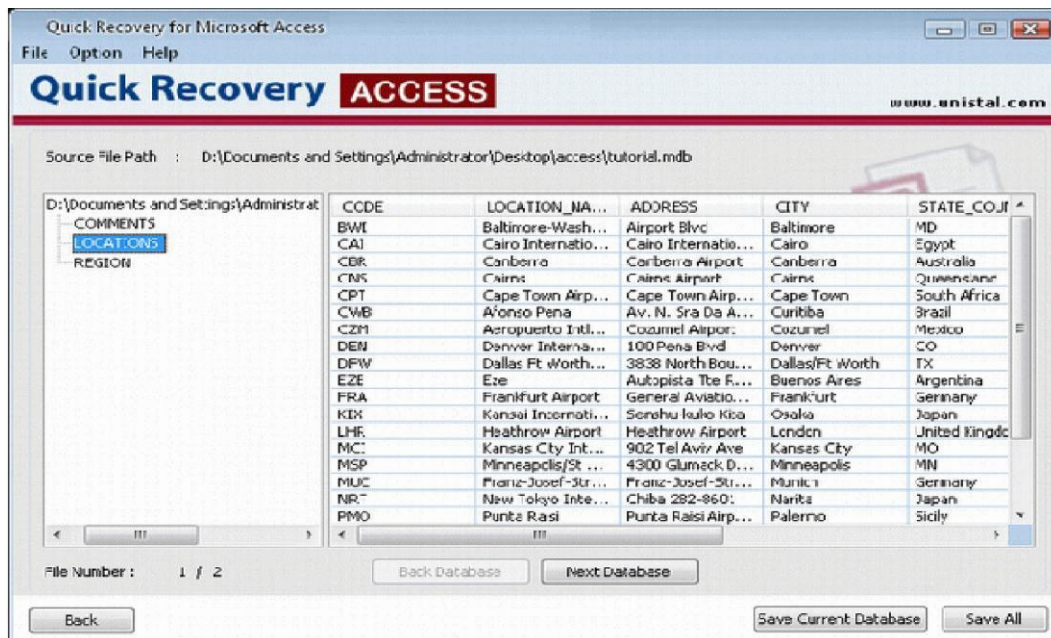 Quick Recovery for Microsoft Access
File Option Help
Quick Recovery ACCESS
www.unistal.com
Source File Path : D:\Documents and Settings\Administrator\Desktop\access\tutorial.mdb
D:\Documents and Settings\Administrat
COMMENTS
LOCATIONS
REGION
CODE LOCATION_NA... ADDRESS CITY STATE_COU
BWI Baltimore-Wash... Airport Blvd Baltimore MD
CAI Cairo Internatio... Cairo Internatio... Cairo Egypt
CBR Canberra Canberra Airport Canberra Australia
CNS Cairns Cairns Airport Cairns Queensland
CPT Cape Town Airp... Cape Town Airp... Cape Town South Africa
CWB Afonso Pena Av. N. Sra Da A... Curitiba Brazil
CZM Aeropuerto Intl... Cozumel Airport Cozumel Mexico
DEN Denver Interna... 100 Pena Blvd Denver CO
DFW Dallas Ft Worth... 3838 North Bou... Dallas/Ft Worth TX
EZE Eze Autopista Tte R... Buenos Aires Argentina
FRA Frankfurt Airport General Aviatio... Frankfurt Germany
KIX Kansai Internati... Senshu-kuko Kita Osaka Japan
LHR Heathrow Airport Heathrow Airport London United Kingdo
MCI Kansas City Int... 902 Tel Aviv Ave Kansas City MO
MSP Minneapolis/St ... 4300 Glumack D... Minneapolis MN
MUC Franz-Josef-Str... Franz-Josef-Str... Munich Germany
NRT New Tokyo Inte... Chiba 282-8601 Narita Japan
PMO Punta Raisi Punta Raisi Airp... Palermo Sicily
File Number : 1 / 2
Back Database Next Database
Back Save Current Database Save All